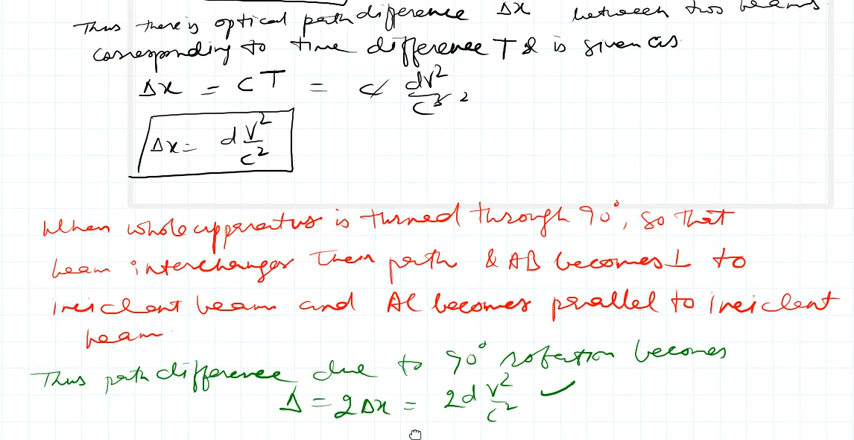 Thus there is optical path diference Δx between two beams
corresponding to time difference T & is given as
Δx = cT = c dv²/c³ 2
Δx = d v²/c²
When whole apparatus is turned through 90°, so that
beam interchanges then path & AB becomes ⊥ to
incident beam and AC becomes parallel to incident
beam
Thus path difference due to 90° rotation becomes
Δ = 2Δx = 2d v²/c² ✓